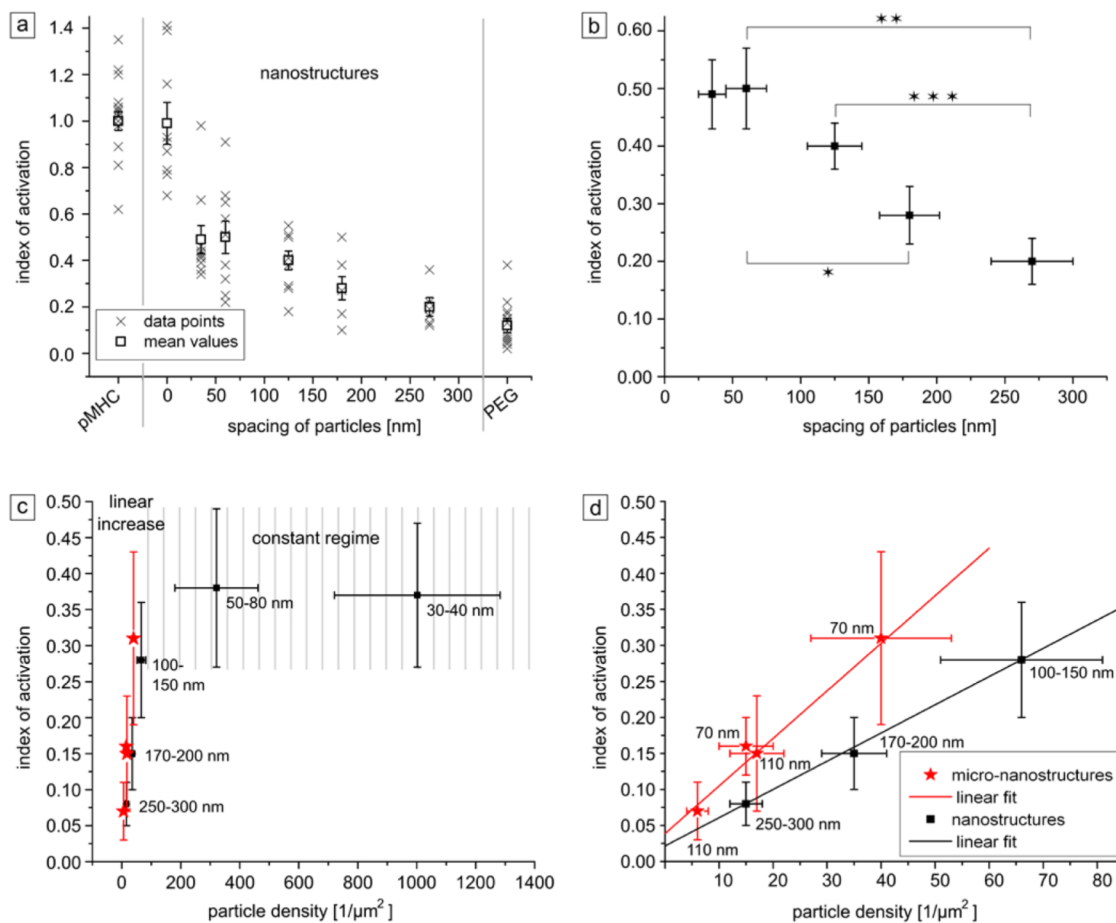 a
1.4
1.2
1.0
0.8
0.6
0.4
0.2
0.0
index of activation
nanostructures
data points
mean values
pMHC
0 50 100 150 200 250 300
PEG
spacing of particles [nm]
b
0.60
0.50
0.40
0.30
0.20
0.10
0.00
index of activation
0 50 100 150 200 250 300
spacing of particles [nm]
c
0.50
0.45
0.40
0.35
0.30
0.25
0.20
0.15
0.10
0.05
0.00
index of activation
linear
increase
constant regime
50-80 nm
30-40 nm
100-
150 nm
170-200 nm
250-300 nm
0 200 400 600 800 1000 1200 1400
particle density [1/µm²]
d
0.50
0.45
0.40
0.35
0.30
0.25
0.20
0.15
0.10
0.05
0.00
index of activation
70 nm
100-150 nm
70 nm
110 nm
170-200 nm
250-300 nm
110 nm
micro-nanostructures
linear fit
nanostructures
linear fit
10 20 30 40 50 60 70 80
particle density [1/µm²]